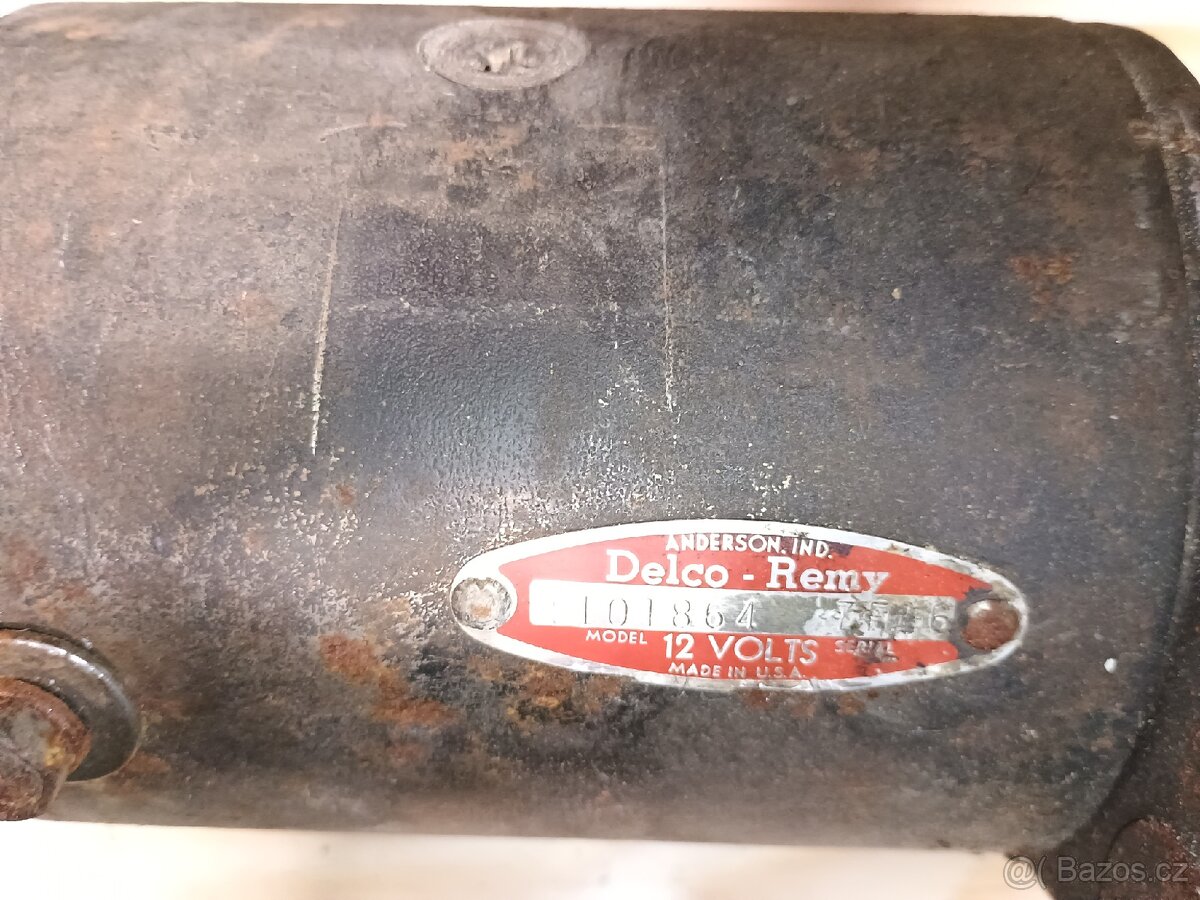 ANDERSON, IND.
Delco - Remy
1101864
MODEL 12 VOLTS SERIAL
MADE IN U.S.A.
@ Bazos.cz